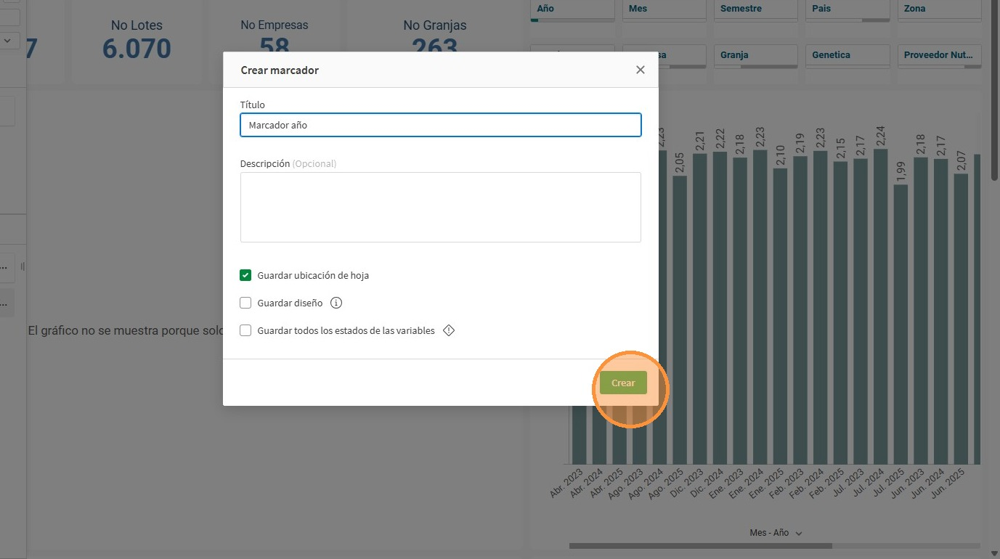 Año
Mes
Semestre
Pais
Zona
No Lotes
No Empresas
No Granjas
7
6.070
58
263
sa
Granja
Genetica
Proveedor Nut...
Crear marcador
Título
Marcador año
Descripción (Opcional)
Guardar ubicación de hoja
Guardar diseño
Guardar todos los estados de las variables
Crear
...
...
El gráfico no se muestra porque solo
2,23
2,05
2,21
2,22
2,18
2,23
2,10
2,19
2,23
2,15
2,17
2,24
1,99
2,18
2,17
2,07
Abr. 2023
Abr. 2024
Abr. 2025
Ago. 2023
Ago. 2024
Ago. 2025
Dic. 2023
Dic. 2024
Ene. 2023
Ene. 2024
Ene. 2025
Feb. 2023
Feb. 2024
Feb. 2025
Jul. 2023
Jul. 2024
Jul. 2025
Jun. 2023
Jun. 2024
Jun. 2025
Mes - Año